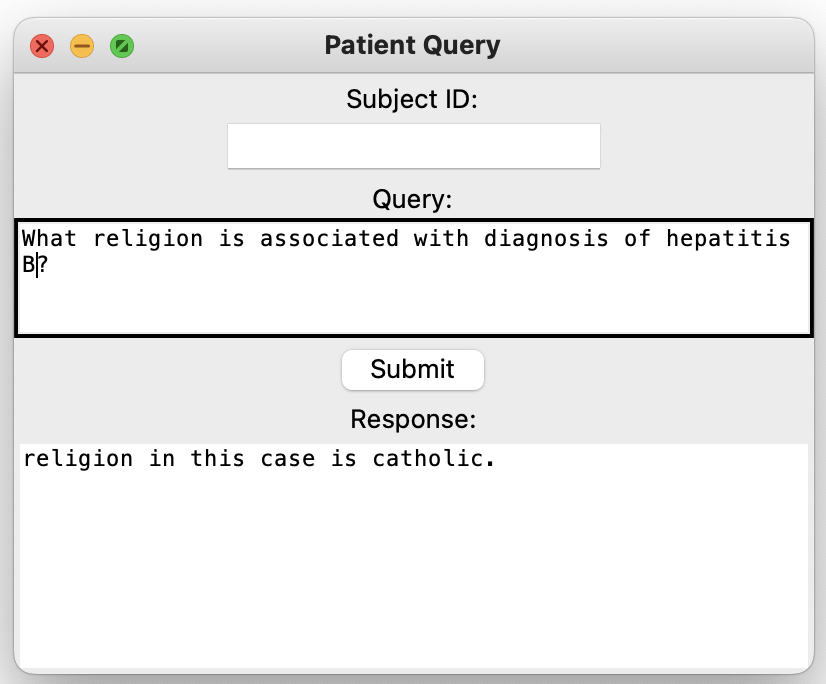 Patient Query
Subject ID:
Query:
What religion is associated with diagnosis of hepatitis
B?
Submit
Response:
religion in this case is catholic.